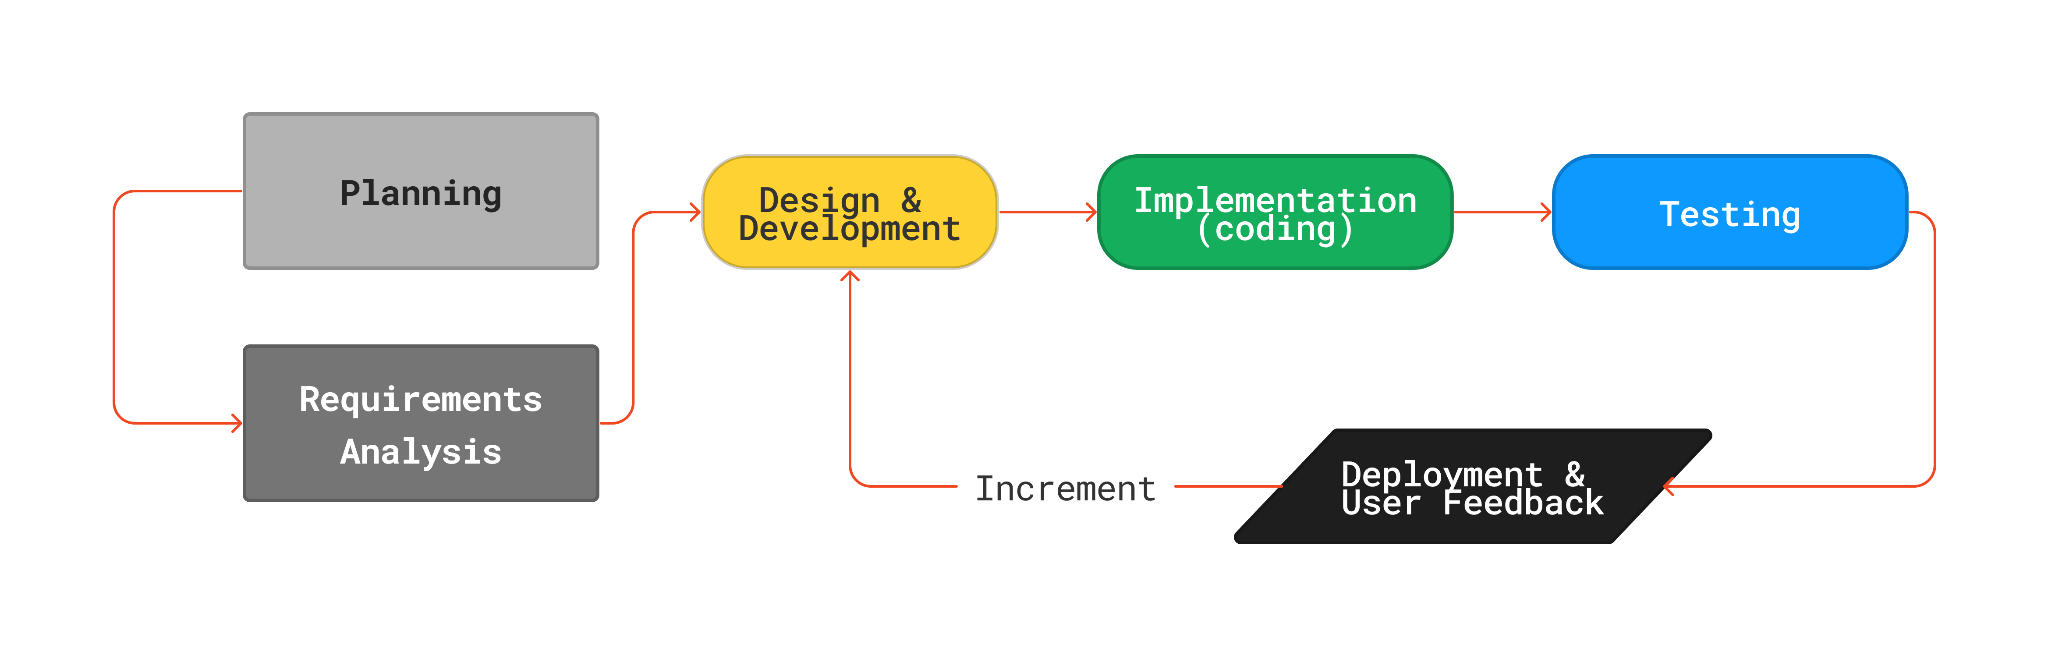 Planning
Requirements
Analysis
Design &
Development
Implementation
(coding)
Testing
Deployment &
User Feedback
Increment